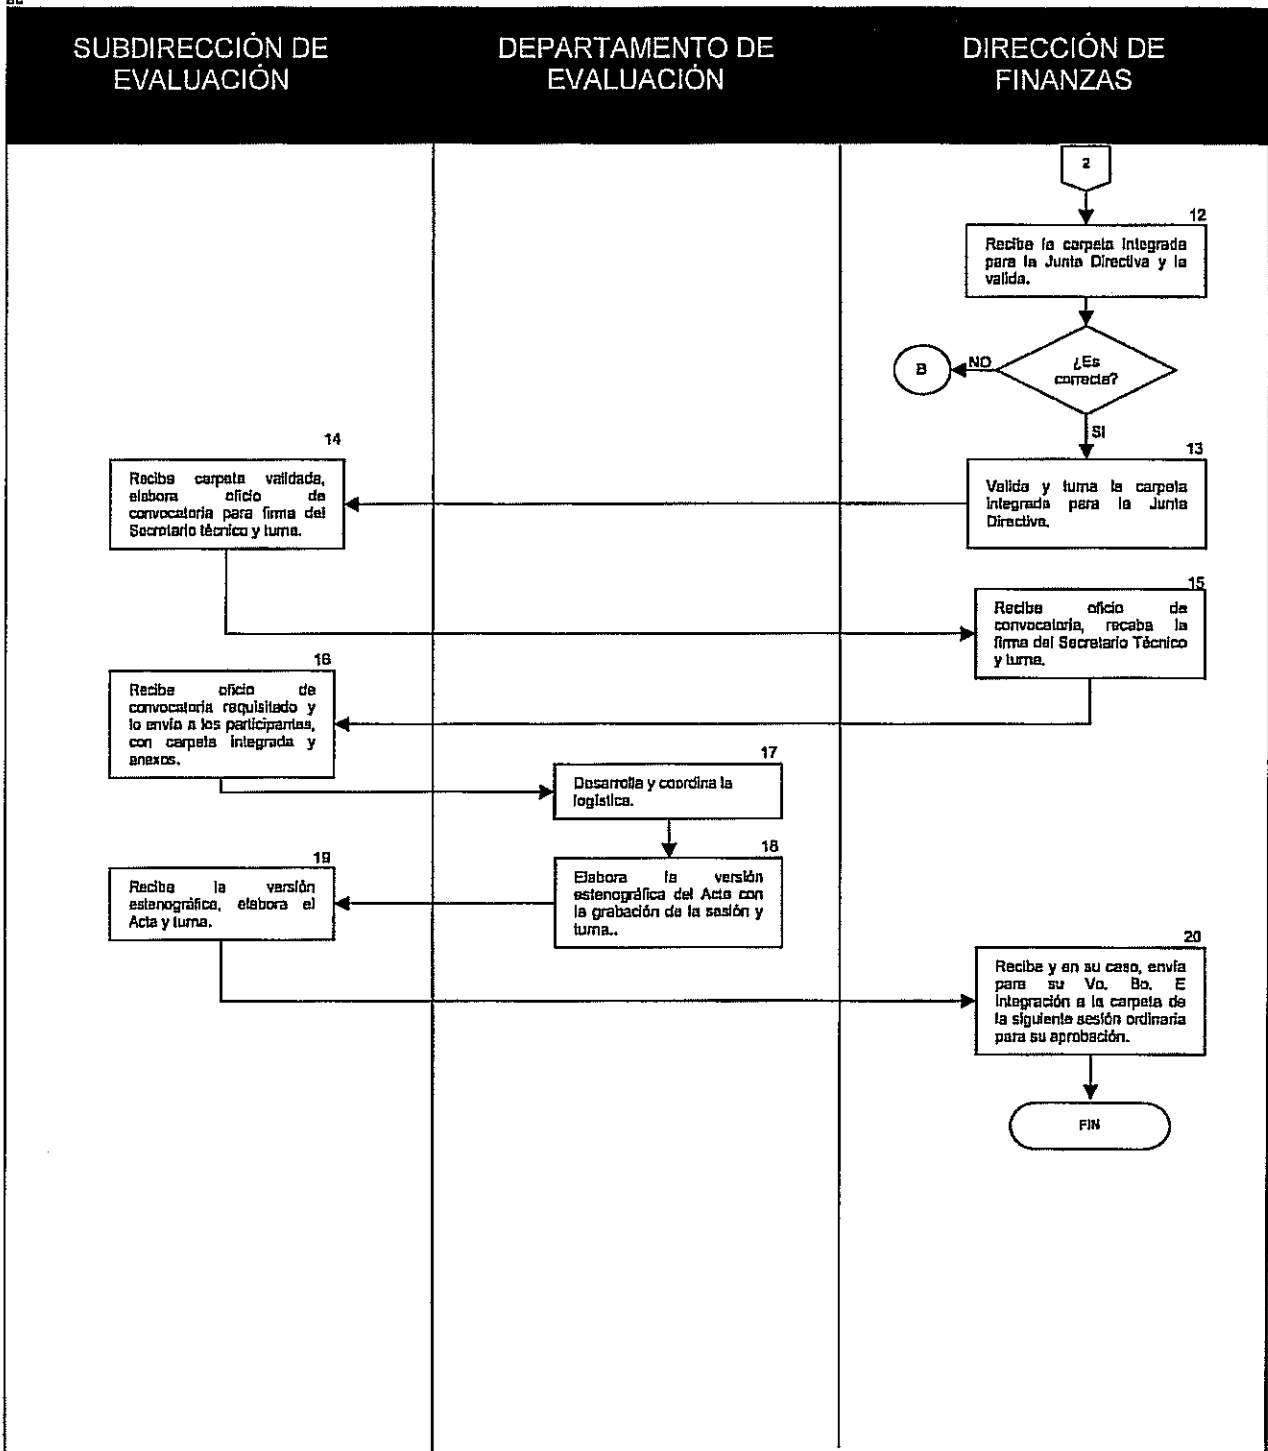 SUBDIRECCIÓN DE
EVALUACIÓN
DEPARTAMENTO DE
EVALUACIÓN
DIRECCIÓN DE
FINANZAS
2
12
Recibe la carpeta integrada
para la Junta Directiva y la
valida.
¿Es
correcta?
NO
B
SI
13
Valida y turna la carpeta
integrada para la Junta
Directiva.
14
Recibe carpeta validada,
elabora oficio de
convocatoria para firma del
Secretario técnico y turna.
15
Recibe oficio de
convocatoria, recaba la
firma del Secretario Técnico
y turna.
16
Recibe oficio de
convocatoria requisitado y
lo envía a los participantes,
con carpeta integrada y
anexos.
17
Desarrolla y coordina la
logística.
18
Elabora la versión
estenográfica del Acta con
la grabación de la sesión y
turna..
19
Recibe la versión
estenográfica, elabora el
Acta y turna.
20
Recibe y en su caso, envía
para su Vo. Bo. E
integración a la carpeta de
la siguiente sesión ordinaria
para su aprobación.
FIN